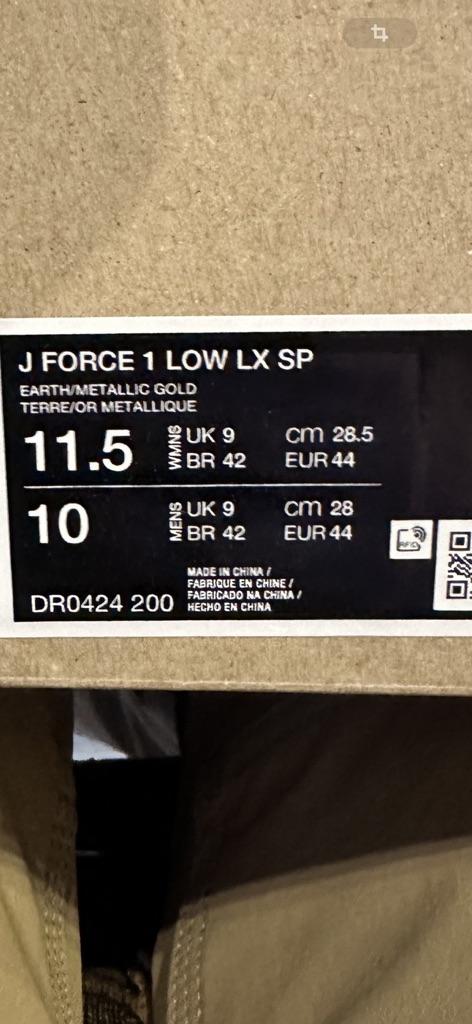 J FORCE 1 LOW LX SP
EARTH/METALLIC GOLD
TERRE/OR METALLIQUE
11.5 WMNS UK 9 cm 28.5
BR 42 EUR 44
10 MENS UK 9 cm 28
BR 42 EUR 44
RFID
MADE IN CHINA /
FABRIQUE EN CHINE /
FABRICADO NA CHINA /
HECHO EN CHINA
DR0424 200